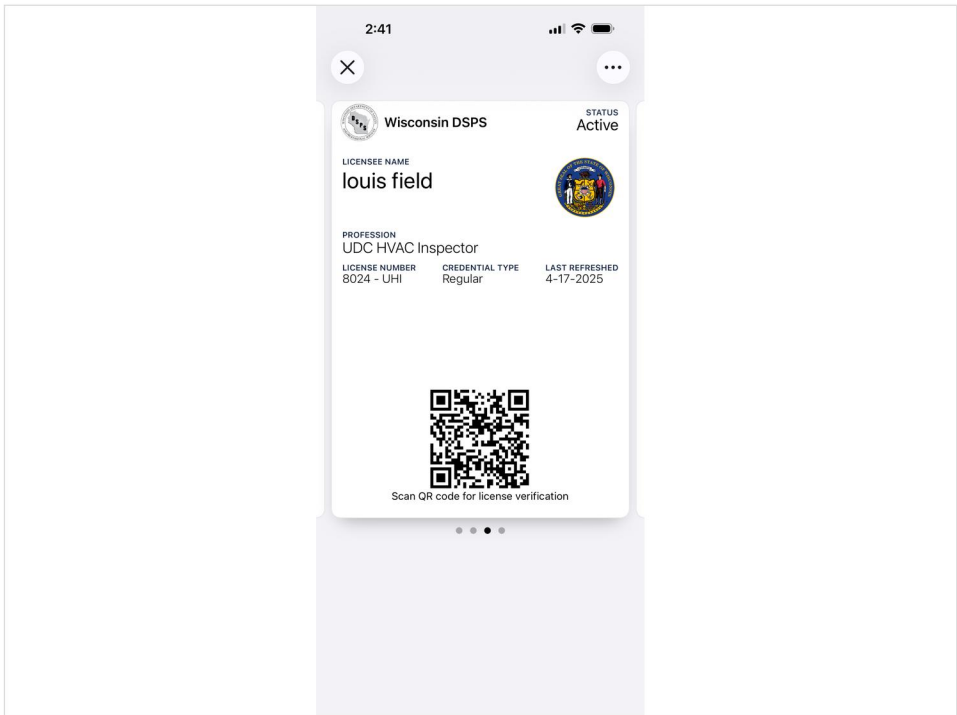 2:41
Wisconsin DSPS
STATUS
Active
LICENSEE NAME
louis field
PROFESSION
UDC HVAC Inspector
LICENSE NUMBER CREDENTIAL TYPE LAST REFRESHED
8024 - UHI Regular 4-17-2025
Scan QR code for license verification